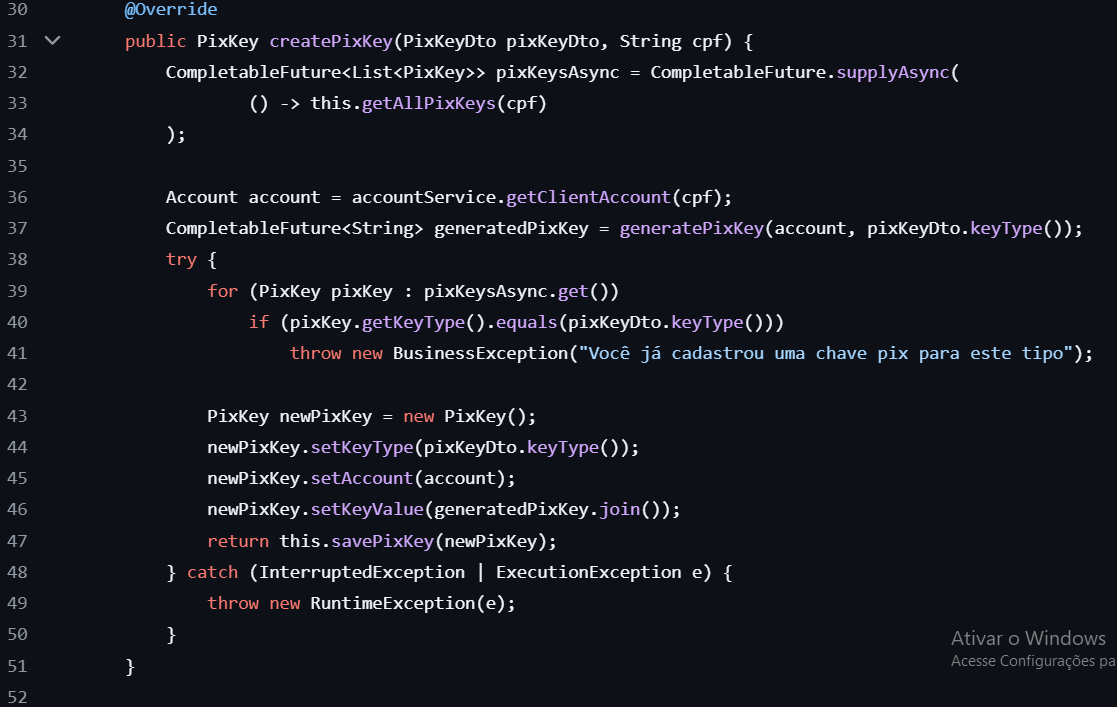 30 @Override
31 public PixKey createPixKey(PixKeyDto pixKeyDto, String cpf) {
32 CompletableFuture<List<PixKey>> pixKeysAsync = CompletableFuture.supplyAsync(
33 () -> this.getAllPixKeys(cpf)
34 );
35
36 Account account = accountService.getClientAccount(cpf);
37 CompletableFuture<String> generatedPixKey = generatePixKey(account, pixKeyDto.keyType());
38 try {
39 for (PixKey pixKey : pixKeysAsync.get())
40 if (pixKey.getKeyType().equals(pixKeyDto.keyType()))
41 throw new BusinessException("Você já cadastrou uma chave pix para este tipo");
42
43 PixKey newPixKey = new PixKey();
44 newPixKey.setKeyType(pixKeyDto.keyType());
45 newPixKey.setAccount(account);
46 newPixKey.setKeyValue(generatedPixKey.join());
47 return this.savePixKey(newPixKey);
48 } catch (InterruptedException | ExecutionException e) {
49 throw new RuntimeException(e);
50 }
51 }
52
Ativar o Windows
Acesse Configurações pa